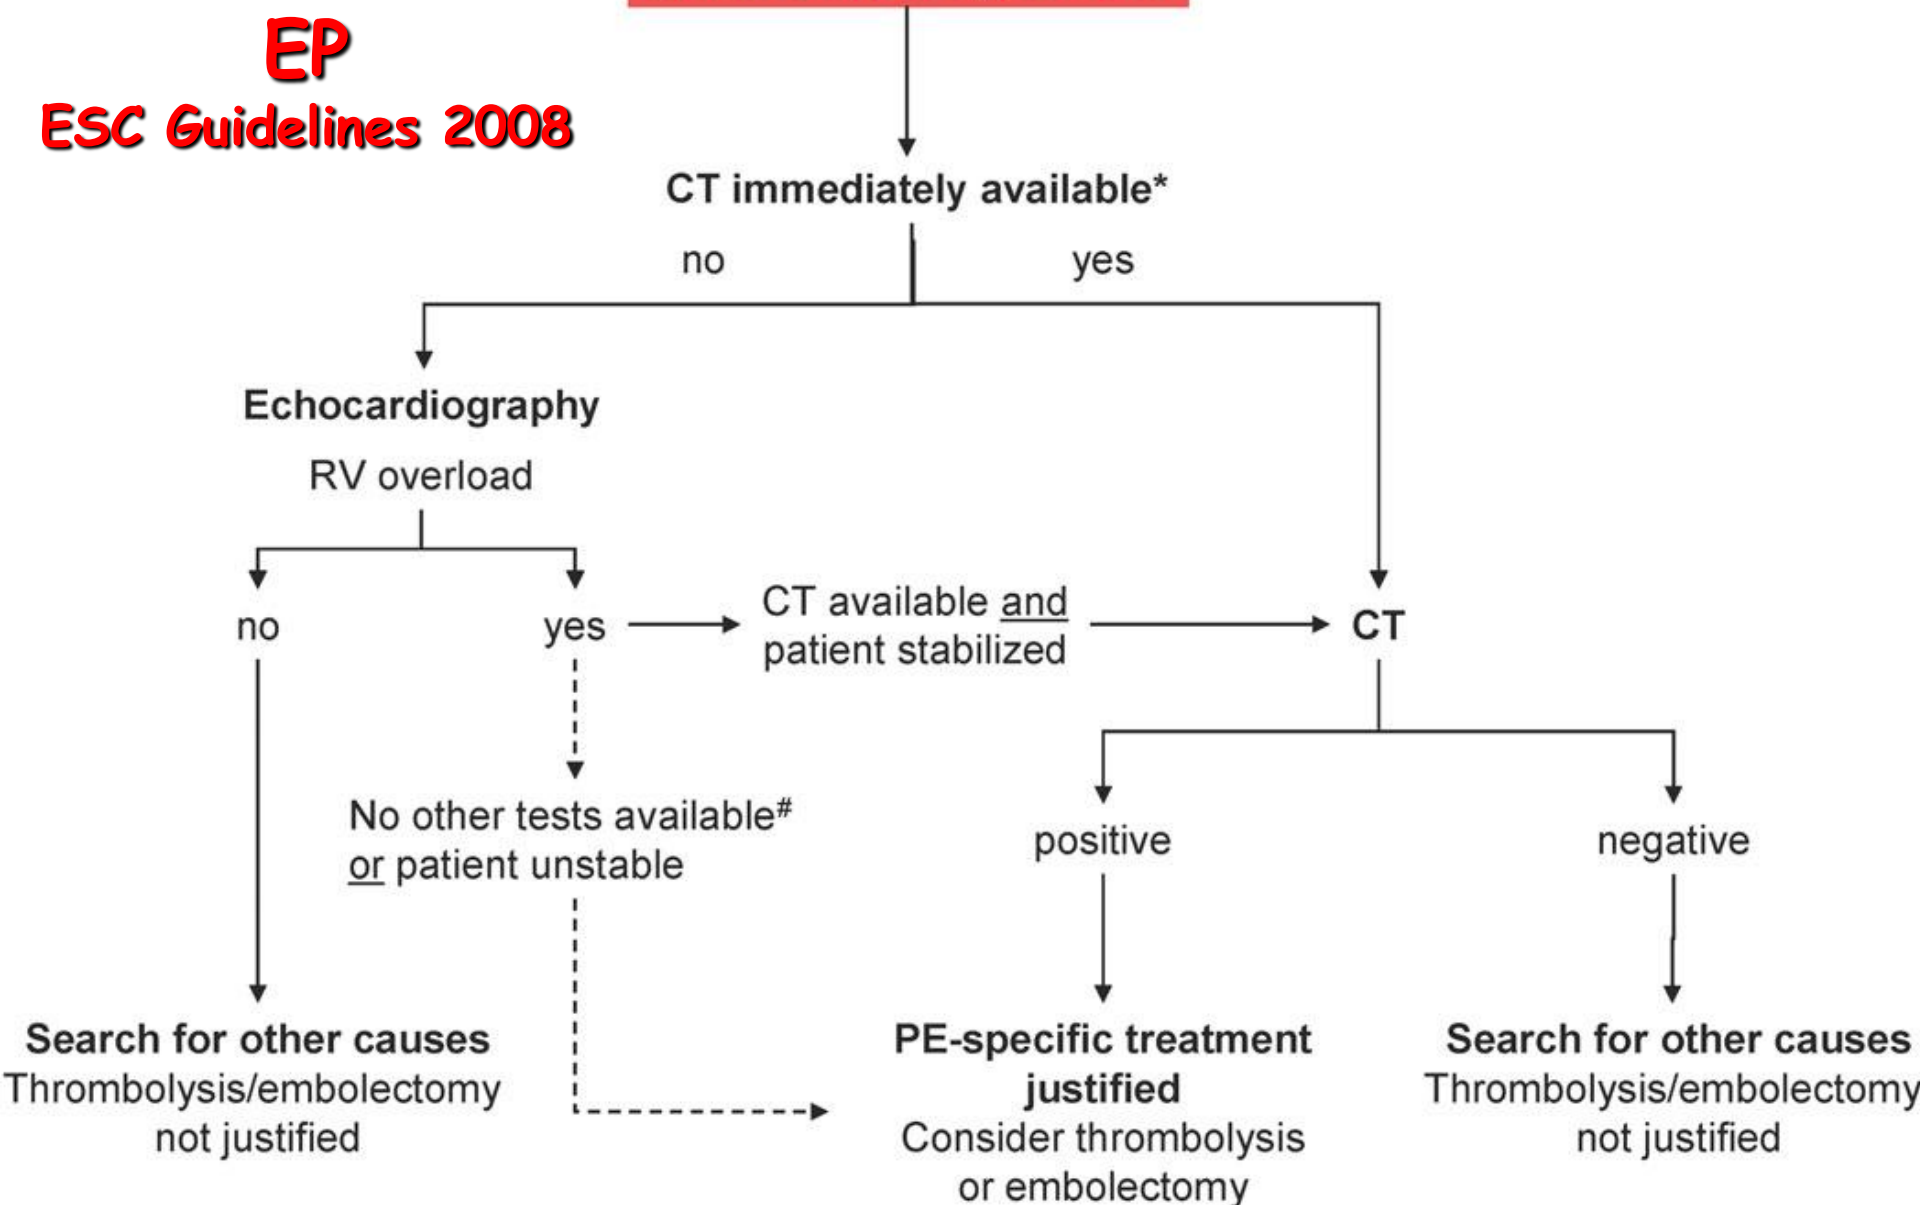 EP
ESC Guidelines 2008
CT immediately available*
no
yes
Echocardiography
RV overload
no
yes
CT available and
patient stabilized
CT
No other tests available#
or patient unstable
positive
negative
Search for other causes
Thrombolysis/embolectomy
not justified
PE-specific treatment
justified
Consider thrombolysis
or embolectomy
Search for other causes
Thrombolysis/embolectomy
not justified